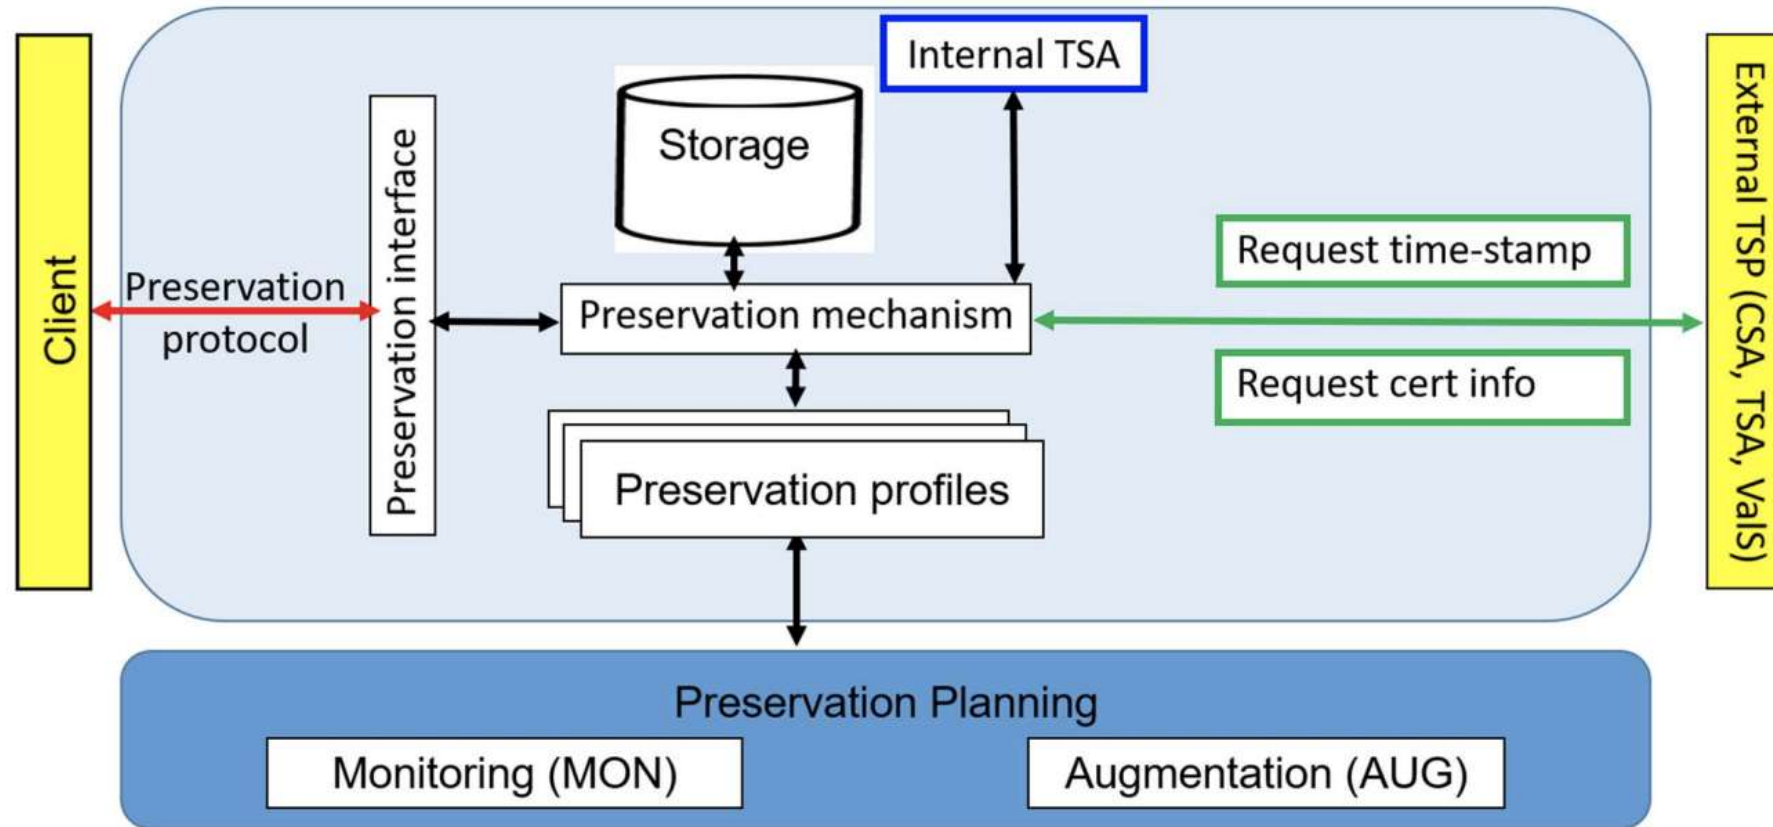 Internal TSA
Storage
Client
Preservation
protocol
Preservation interface
Preservation mechanism
Request time-stamp
Request cert info
External TSP (CSA, TSA, ValS)
Preservation profiles
Preservation Planning
Monitoring (MON)
Augmentation (AUG)